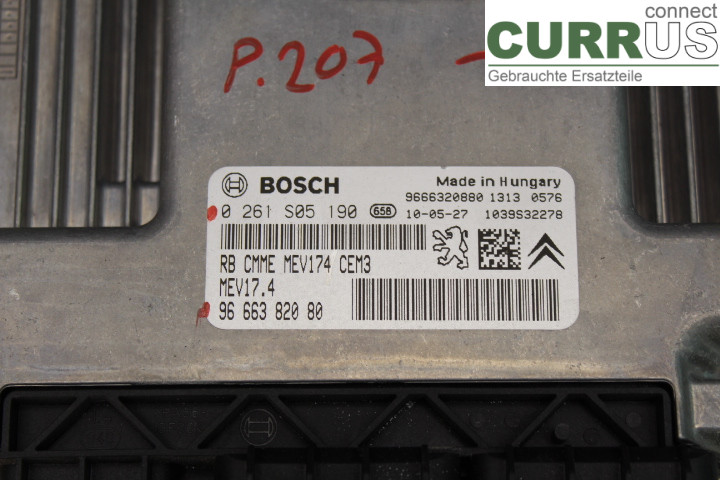 connect
CURRUS
Gebrauchte Ersatzteile
P.207 -
BOSCH
Made in Hungary
9666320880 1313 0576
0 261 S05 190 658 10-05-27 1039S32278
RB CMME MEV174 CEM3
MEV17.4
96 663 820 80